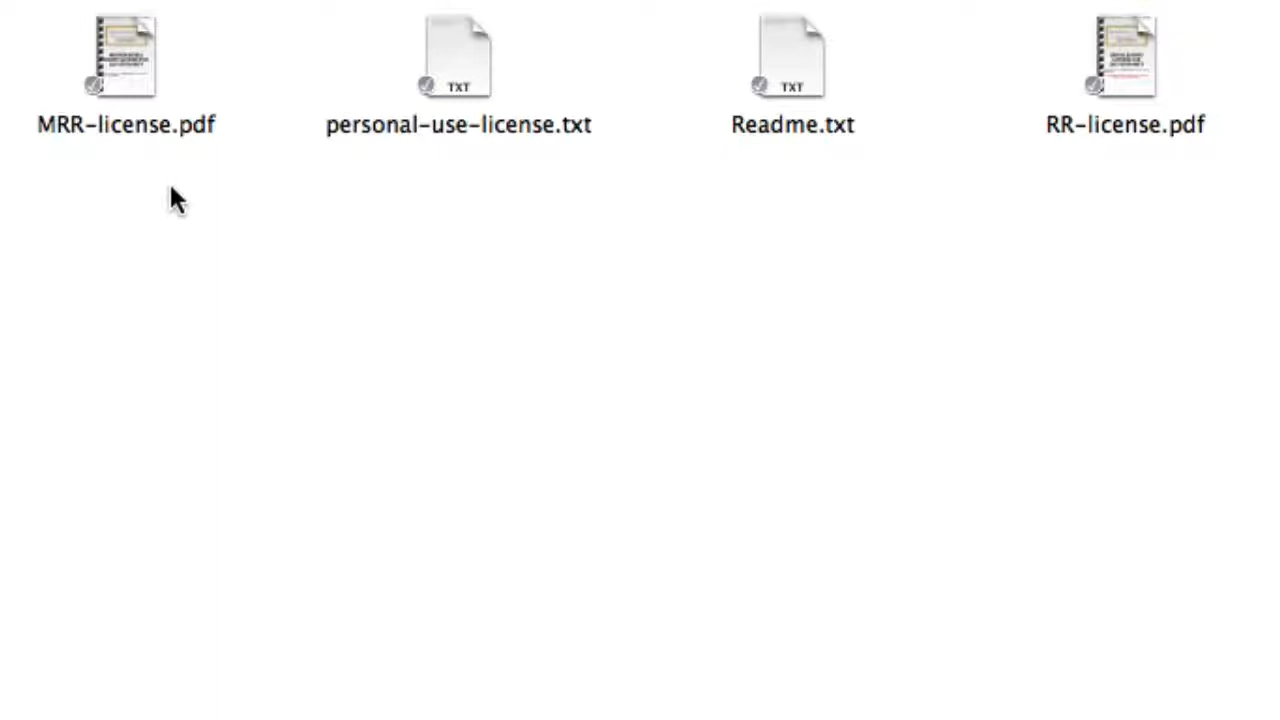 TXT
TXT
MRR-license.pdf
personal-use-license.txt
Readme.txt
RR-license.pdf